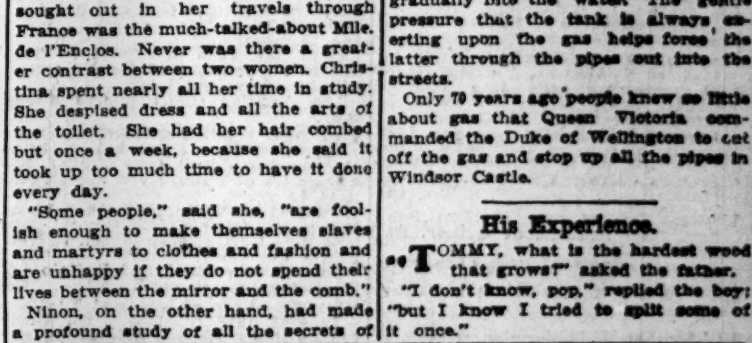 sought out in her travels through
France was the much-talked-about Mlle.
de l'Enclos. Never was there a great-
er contrast between two women. Chris-
tina spent nearly all her time in study.
She despised dress and all the arts of
the toilet. She had her hair combed
but once a week, because she said it
took up too much time to have it done
every day.
"Some people," said she, "are fool-
ish enough to make themselves slaves
and martyrs to clothes and fashion and
are unhappy if they do not spend their
lives between the mirror and the comb."
Ninon, on the other hand, had made
a profound study of all the secrets of
gradually into the water. The gentle
pressure that the tank is always ex-
erting upon the gas helps force the
latter through the pipes out into the
streets.
Only 70 years ago people knew so little
about gas that Queen Victoria com-
manded the Duke of Wellington to cut
off the gas and stop up all the pipes in
Windsor Castle.
His Experience.
"TOMMY, what is the hardest wood
that grows?" asked the father.
"I don't know, pop," replied the boy;
"but I know I tried to split some of
it once."